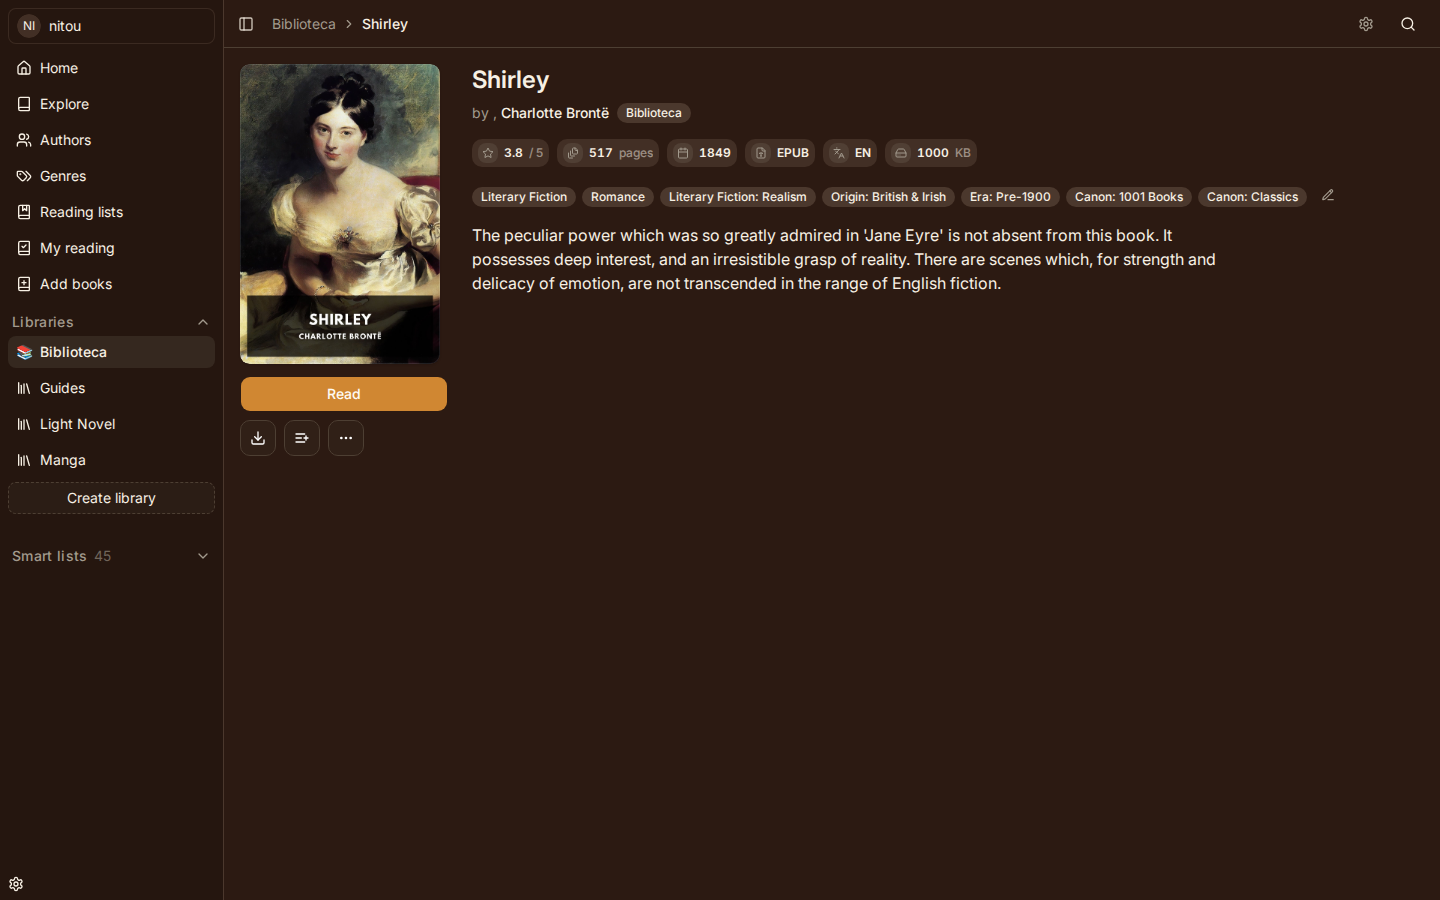 NI nitou
Home
Explore
Authors
Genres
Reading lists
My reading
Add books
Libraries
Biblioteca
Guides
Light Novel
Manga
Create library
Smart lists 45
Biblioteca Shirley
SHIRLEY
CHARLOTTE BRONTË
Read
Shirley
by , Charlotte Brontë Biblioteca
3.8 / 5 517 pages 1849 EPUB EN 1000 KB
Literary Fiction Romance Literary Fiction: Realism Origin: British & Irish Era: Pre-1900 Canon: 1001 Books Canon: Classics
The peculiar power which was so greatly admired in 'Jane Eyre' is not absent from this book. It
possesses deep interest, and an irresistible grasp of reality. There are scenes which, for strength and
delicacy of emotion, are not transcended in the range of English fiction.